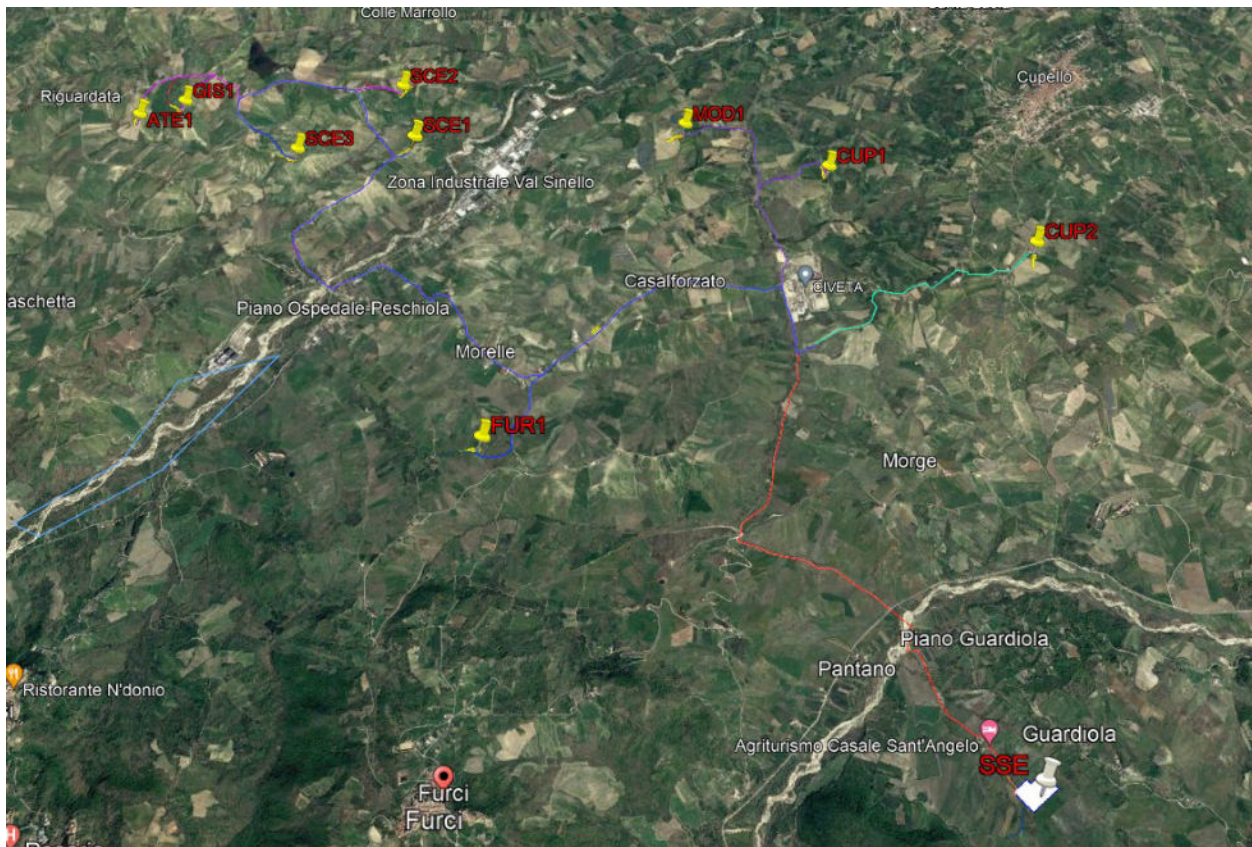 Colle Marrollo
Cupello
SCE2
Riguardata
GIS1
ATE1
MOD1
SCE1
SCE3
CUP1
Zona Industriale Val Sinello
CUP2
Casalforzato
CIVETA
aschetta
Piano Ospedale-Peschiola
Morelle
FUR1
Morge
Piano Guardiola
Pantano
Ristorante N'donio
Guardiola
Agriturismo Casale Sant'Angelo
SSE
Furci
Furci